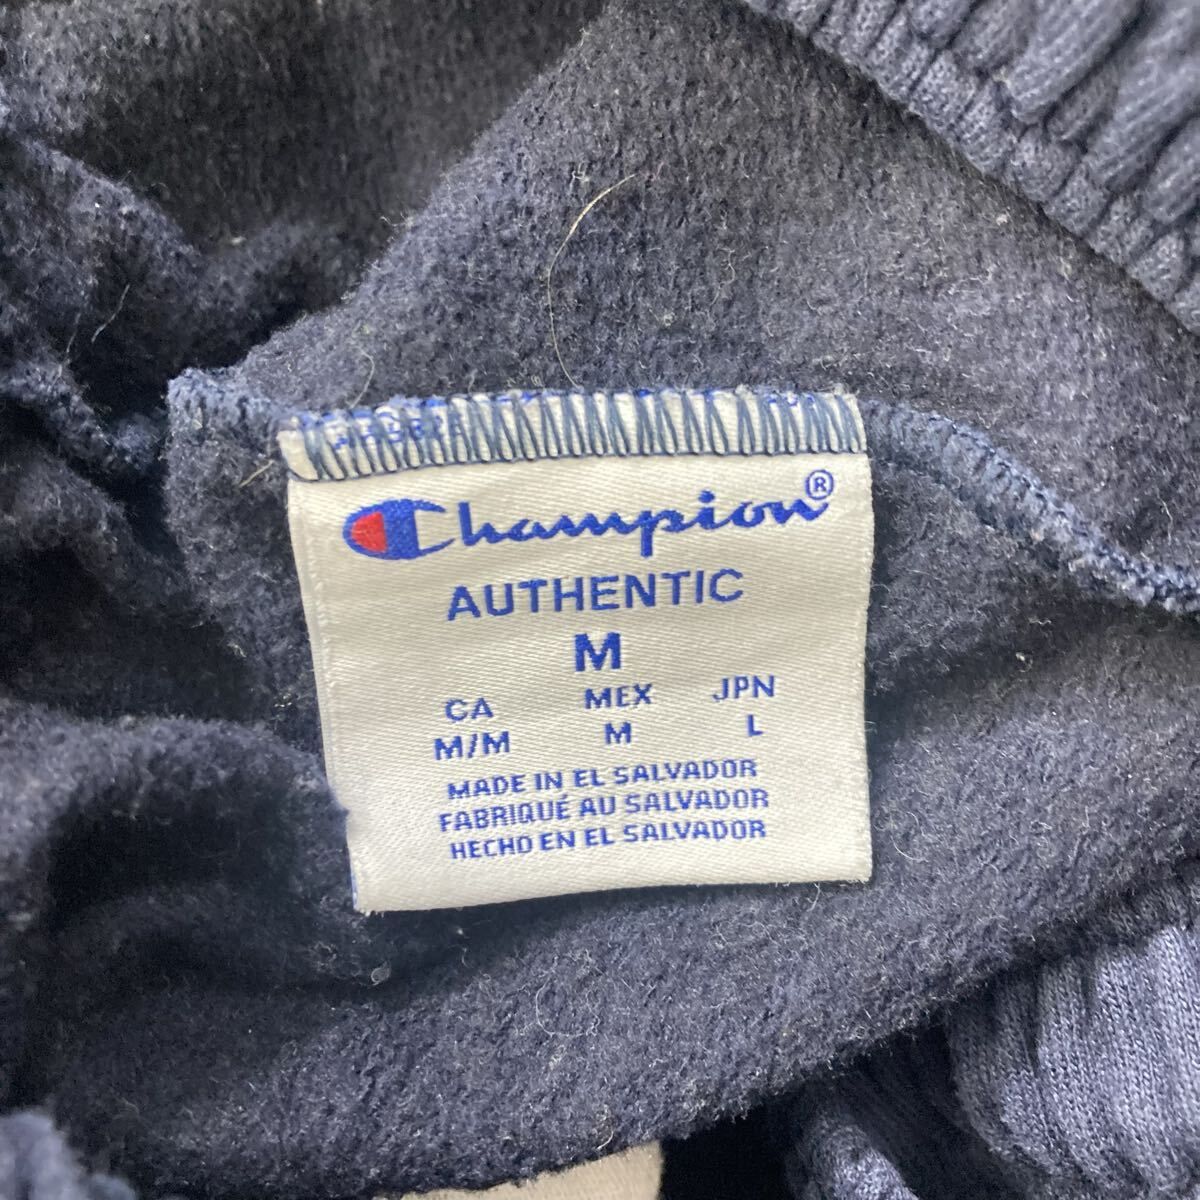 Champion®
AUTHENTIC
M
CA MEX JPN
M/M M L
MADE IN EL SALVADOR
FABRIQUÉ AU SALVADOR
HECHO EN EL SALVADOR